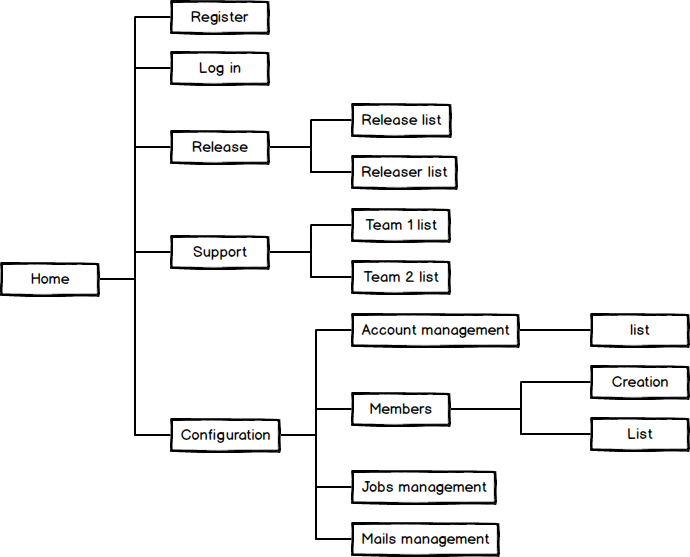 Register
Log in
Release list
Release
Releaser list
Team 1 list
Support
Home
Team 2 list
Account management
list
Creation
Members
Configuration
List
Jobs management
Mails management